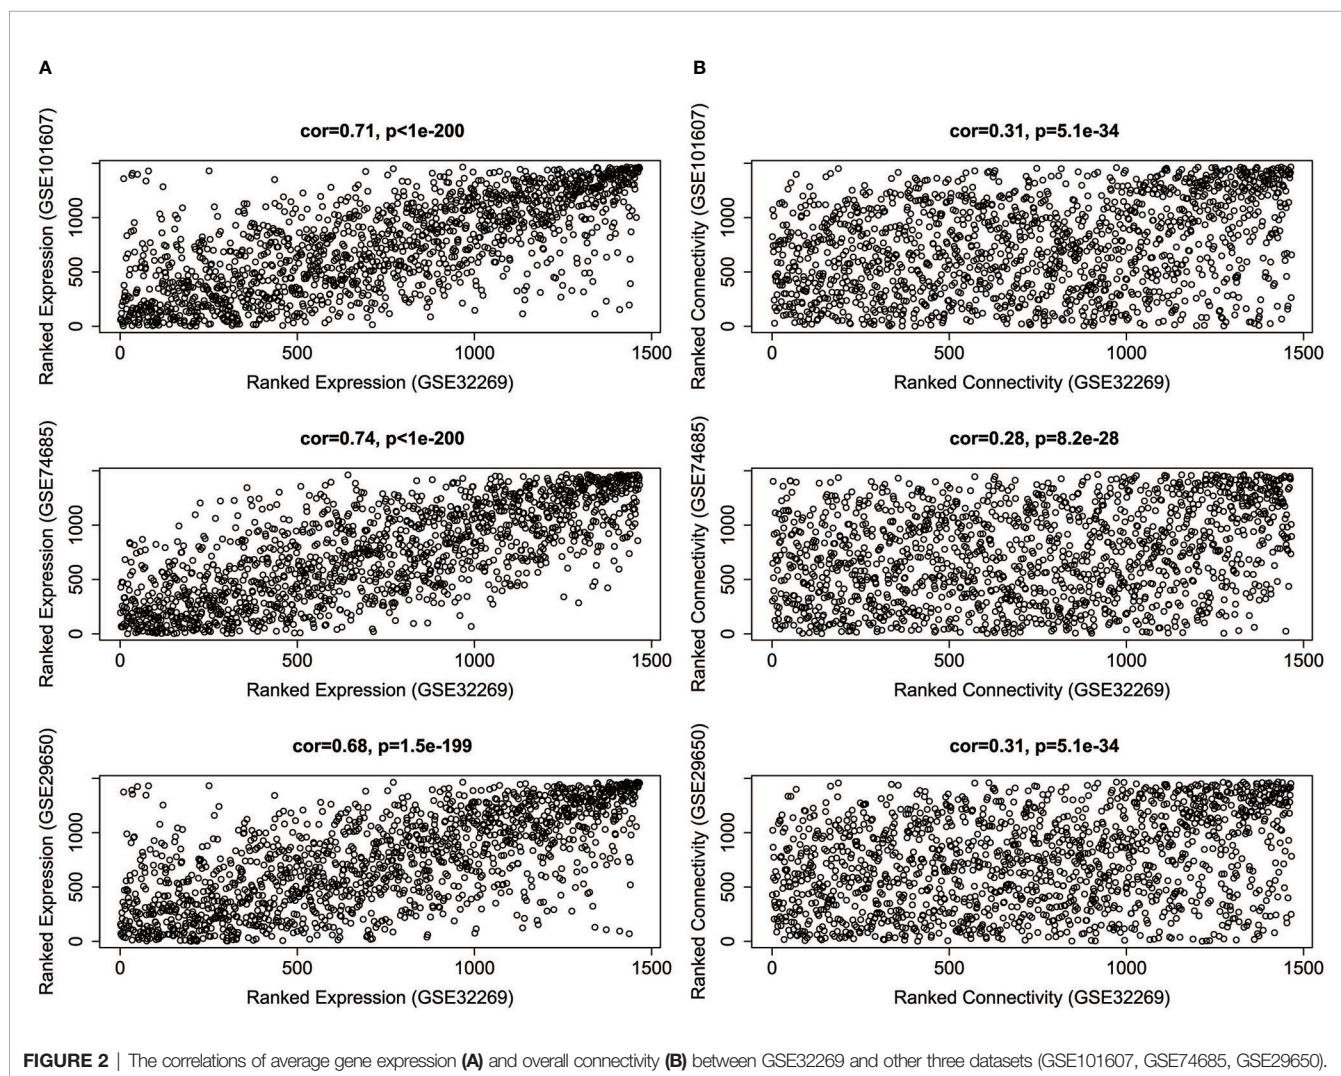 A
B
cor=0.71, p<1e-200
Ranked Expression (GSE101607)
0 500 1000
0 500 1000 1500
Ranked Expression (GSE32269)
cor=0.31, p=5.1e-34
Ranked Connectivity (GSE101607)
0 500 1000
0 500 1000 1500
Ranked Connectivity (GSE32269)
cor=0.74, p<1e-200
Ranked Expression (GSE74685)
0 500 1000
0 500 1000 1500
Ranked Expression (GSE32269)
cor=0.28, p=8.2e-28
Ranked Connectivity (GSE74685)
0 500 1000
0 500 1000 1500
Ranked Connectivity (GSE32269)
cor=0.68, p=1.5e-199
Ranked Expression (GSE29650)
0 500 1000
0 500 1000 1500
Ranked Expression (GSE32269)
cor=0.31, p=5.1e-34
Ranked Connectivity (GSE29650)
0 500 1000
0 500 1000 1500
Ranked Connectivity (GSE32269)
FIGURE 2 | The correlations of average gene expression (A) and overall connectivity (B) between GSE32269 and other three datasets (GSE101607, GSE74685, GSE29650).